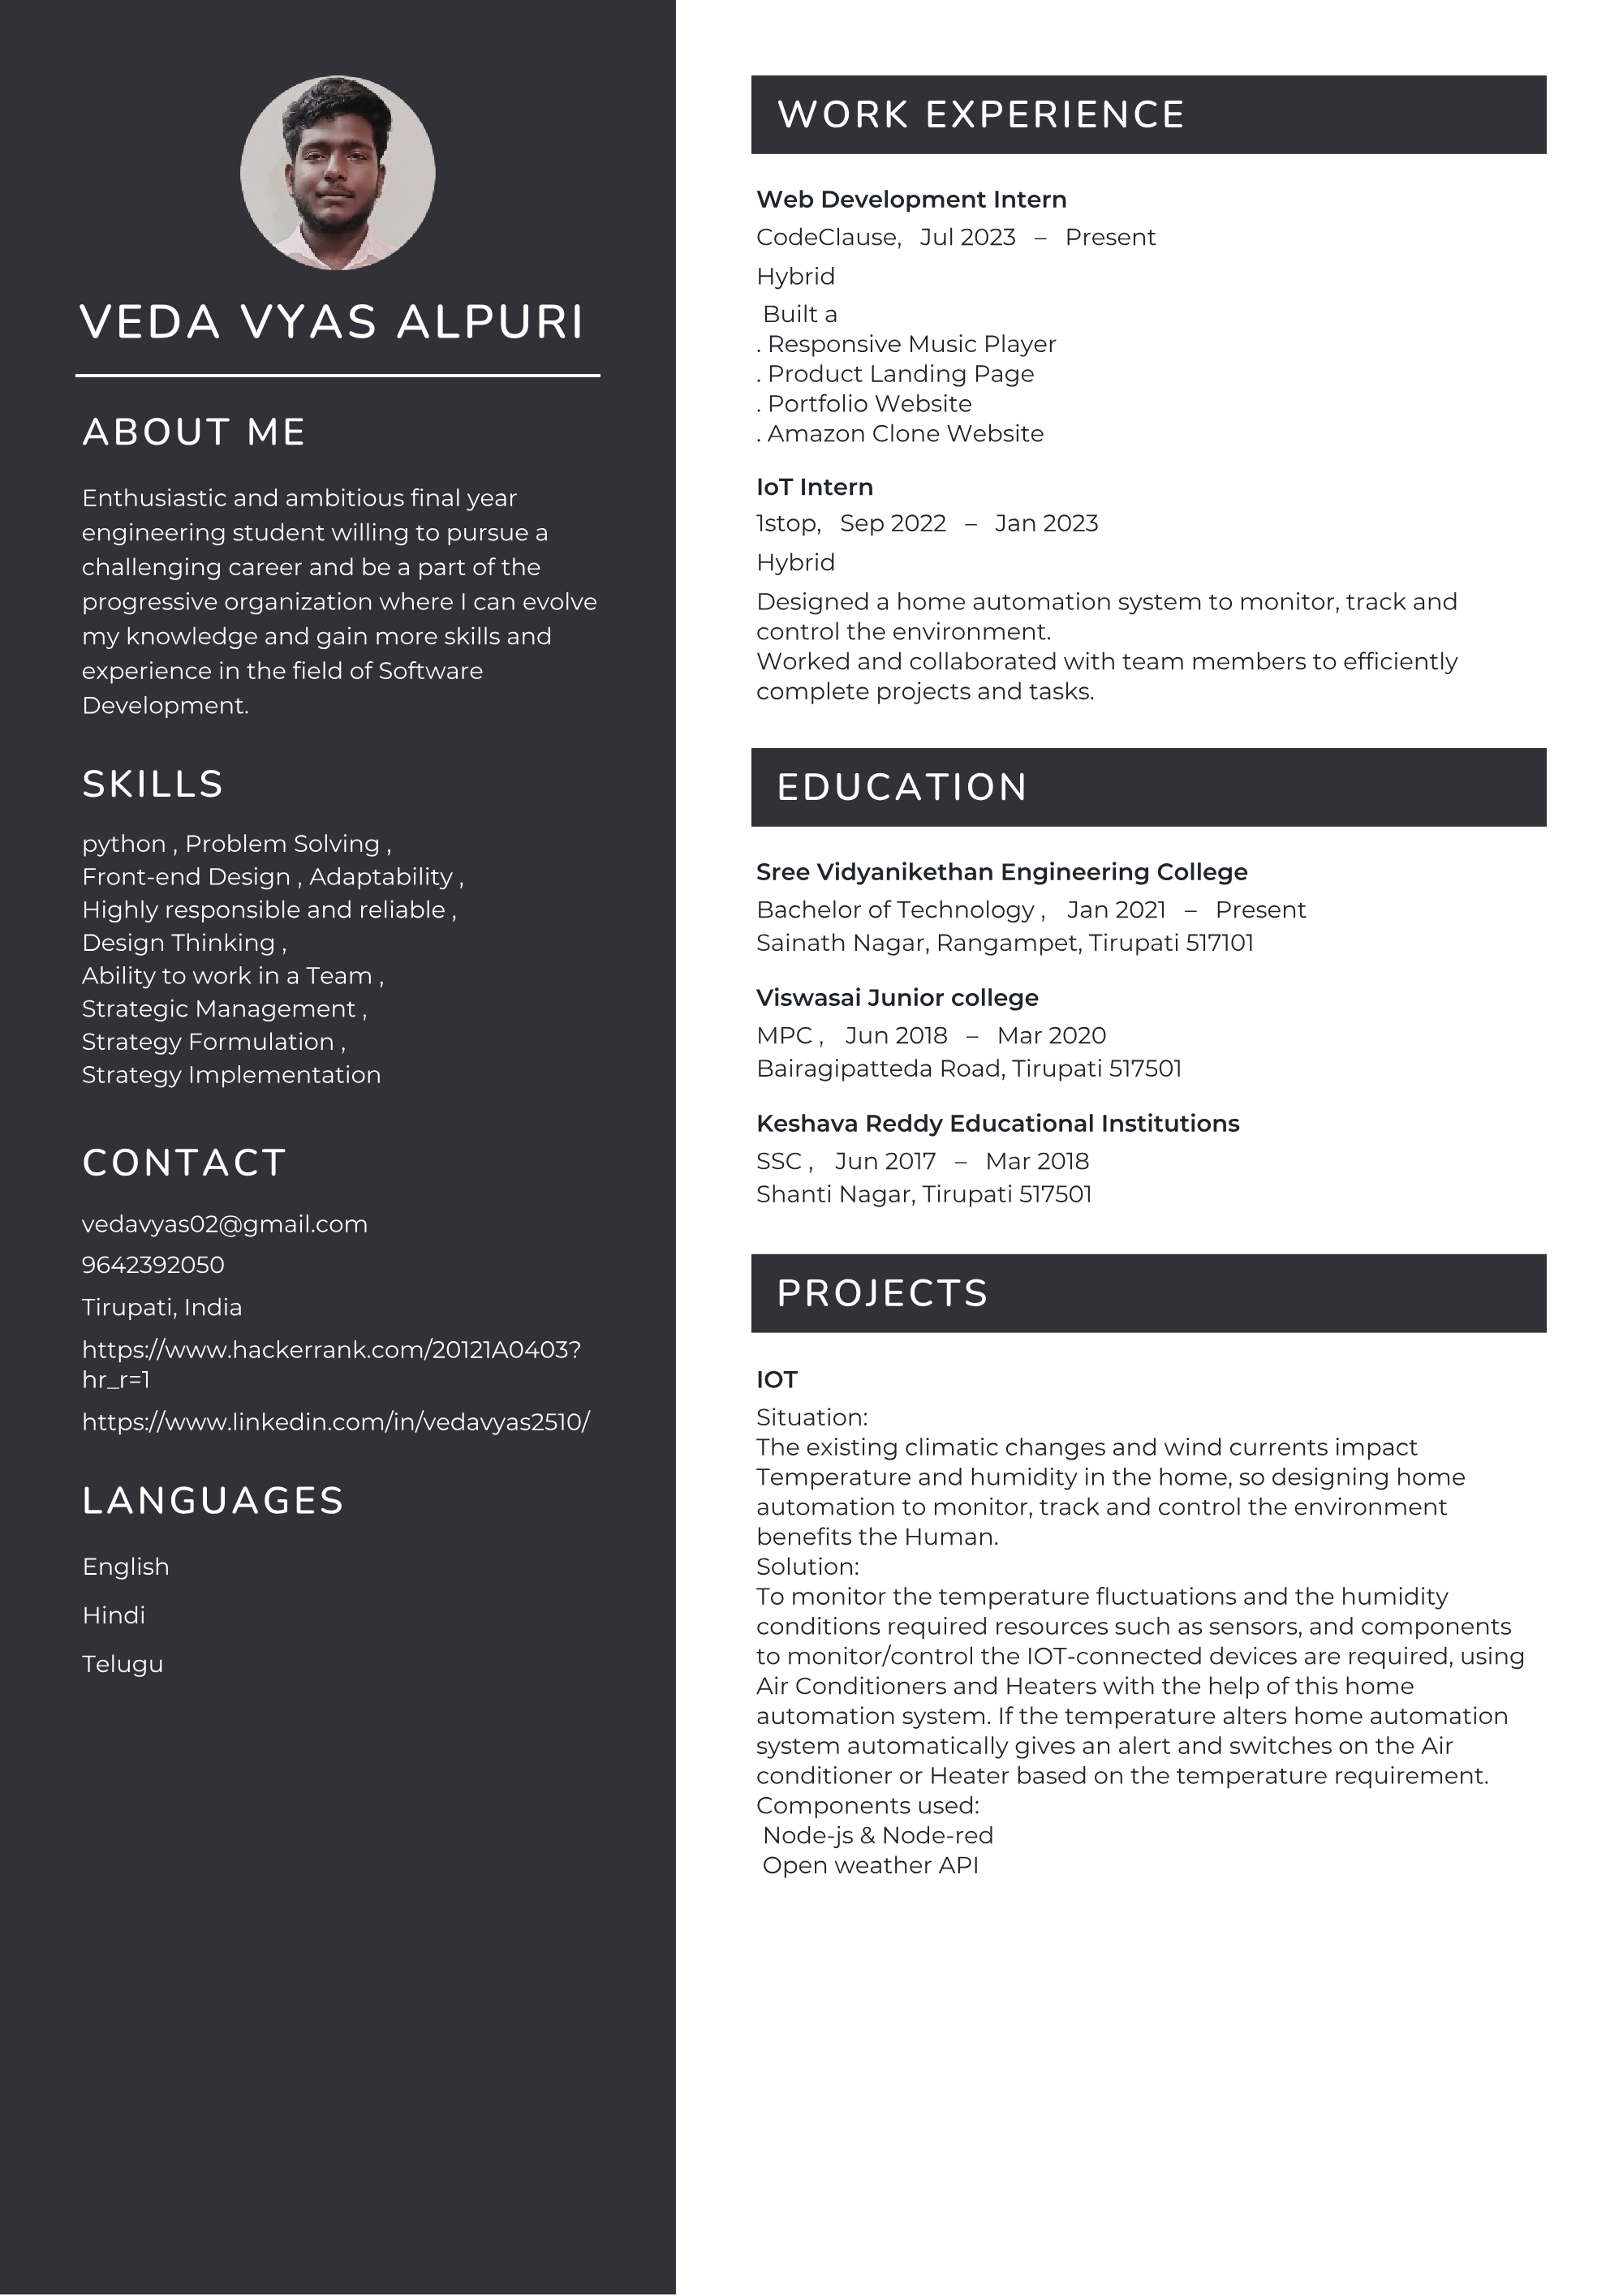 VEDA VYAS ALPURI
ABOUT ME
Enthusiastic and ambitious final year
engineering student willing to pursue a
challenging career and be a part of the
progressive organization where I can evolve
my knowledge and gain more skills and
experience in the field of Software
Development.
SKILLS
python , Problem Solving ,
Front-end Design , Adaptability ,
Highly responsible and reliable ,
Design Thinking ,
Ability to work in a Team ,
Strategic Management ,
Strategy Formulation ,
Strategy Implementation
CONTACT
vedavyas02@gmail.com
9642392050
Tirupati, India
https://www.hackerrank.com/20121A0403?
hr_r=1
https://www.linkedin.com/in/vedavyas2510/
LANGUAGES
English
Hindi
Telugu
WORK EXPERIENCE
Web Development Intern
CodeClause, Jul 2023 – Present
Hybrid
Built a
. Responsive Music Player
. Product Landing Page
. Portfolio Website
. Amazon Clone Website
IoT Intern
1stop, Sep 2022 – Jan 2023
Hybrid
Designed a home automation system to monitor, track and
control the environment.
Worked and collaborated with team members to efficiently
complete projects and tasks.
EDUCATION
Sree Vidyanikethan Engineering College
Bachelor of Technology , Jan 2021 – Present
Sainath Nagar, Rangampet, Tirupati 517101
Viswasai Junior college
MPC , Jun 2018 – Mar 2020
Bairagipatteda Road, Tirupati 517501
Keshava Reddy Educational Institutions
SSC , Jun 2017 – Mar 2018
Shanti Nagar, Tirupati 517501
PROJECTS
IOT
Situation:
The existing climatic changes and wind currents impact
Temperature and humidity in the home, so designing home
automation to monitor, track and control the environment
benefits the Human.
Solution:
To monitor the temperature fluctuations and the humidity
conditions required resources such as sensors, and components
to monitor/control the IOT-connected devices are required, using
Air Conditioners and Heaters with the help of this home
automation system. If the temperature alters home automation
system automatically gives an alert and switches on the Air
conditioner or Heater based on the temperature requirement.
Components used:
Node-js & Node-red
Open weather API